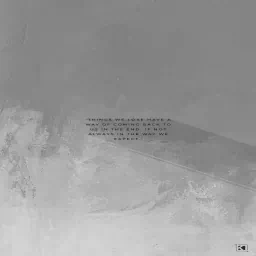 "THINGS WE LOSE HAVE A
WAY OF COMING BACK TO
US IN THE END, IF NOT
ALWAYS IN THE WAY WE
EXPECT."